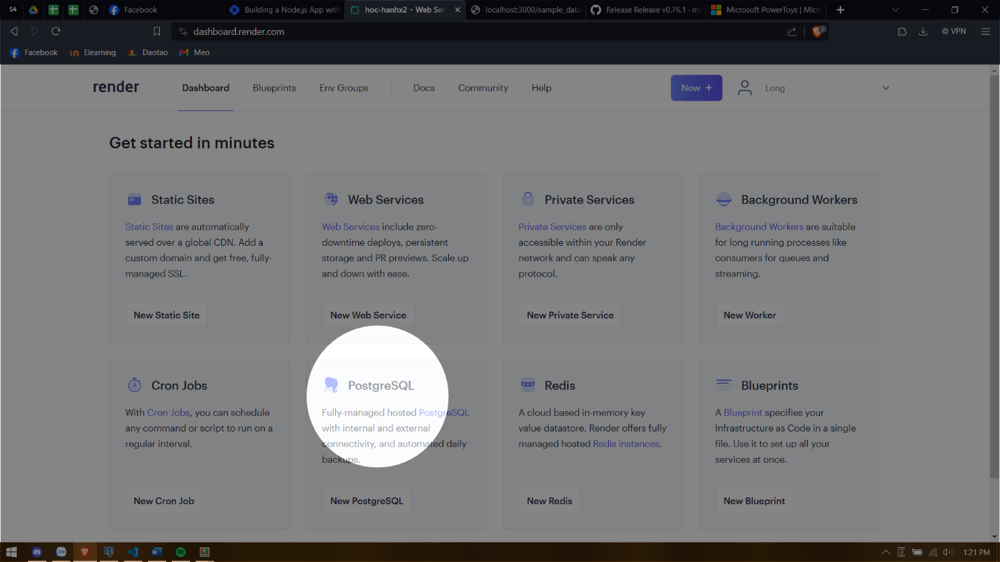 S4
Facebook
Building a Node.js App with
hoc-hanhx2 • Web Ser
localhost:3000/sample_data
Release Release v0.76.1 · mi
Microsoft PowerToys | Micro
dashboard.render.com
VPN
Facebook
Elearning
Daotao
Meo
render
Dashboard
Blueprints
Env Groups
Docs
Community
Help
New +
Long
Get started in minutes
Static Sites
Static Sites are automatically
served over a global CDN. Add a
custom domain and get free, fully-
managed SSL.
New Static Site
Web Services
Web Services include zero-
downtime deploys, persistent
storage and PR previews. Scale up
and down with ease.
New Web Service
Private Services
Private Services are only
accessible within your Render
network and can speak any
protocol.
New Private Service
Background Workers
Background Workers are suitable
for long running processes like
consumers for queues and
streaming.
New Worker
Cron Jobs
With Cron Jobs, you can schedule
any command or script to run on a
regular interval.
New Cron Job
PostgreSQL
Fully-managed hosted PostgreSQL
with internal and external
connectivity, and automated daily
backups.
New PostgreSQL
Redis
A cloud based in-memory key
value datastore. Render offers fully
managed hosted Redis instances.
New Redis
Blueprints
A Blueprint specifies your
Infrastructure as Code in a single
file. Use it to set up all your
services at once.
New Blueprint
1:21 PM